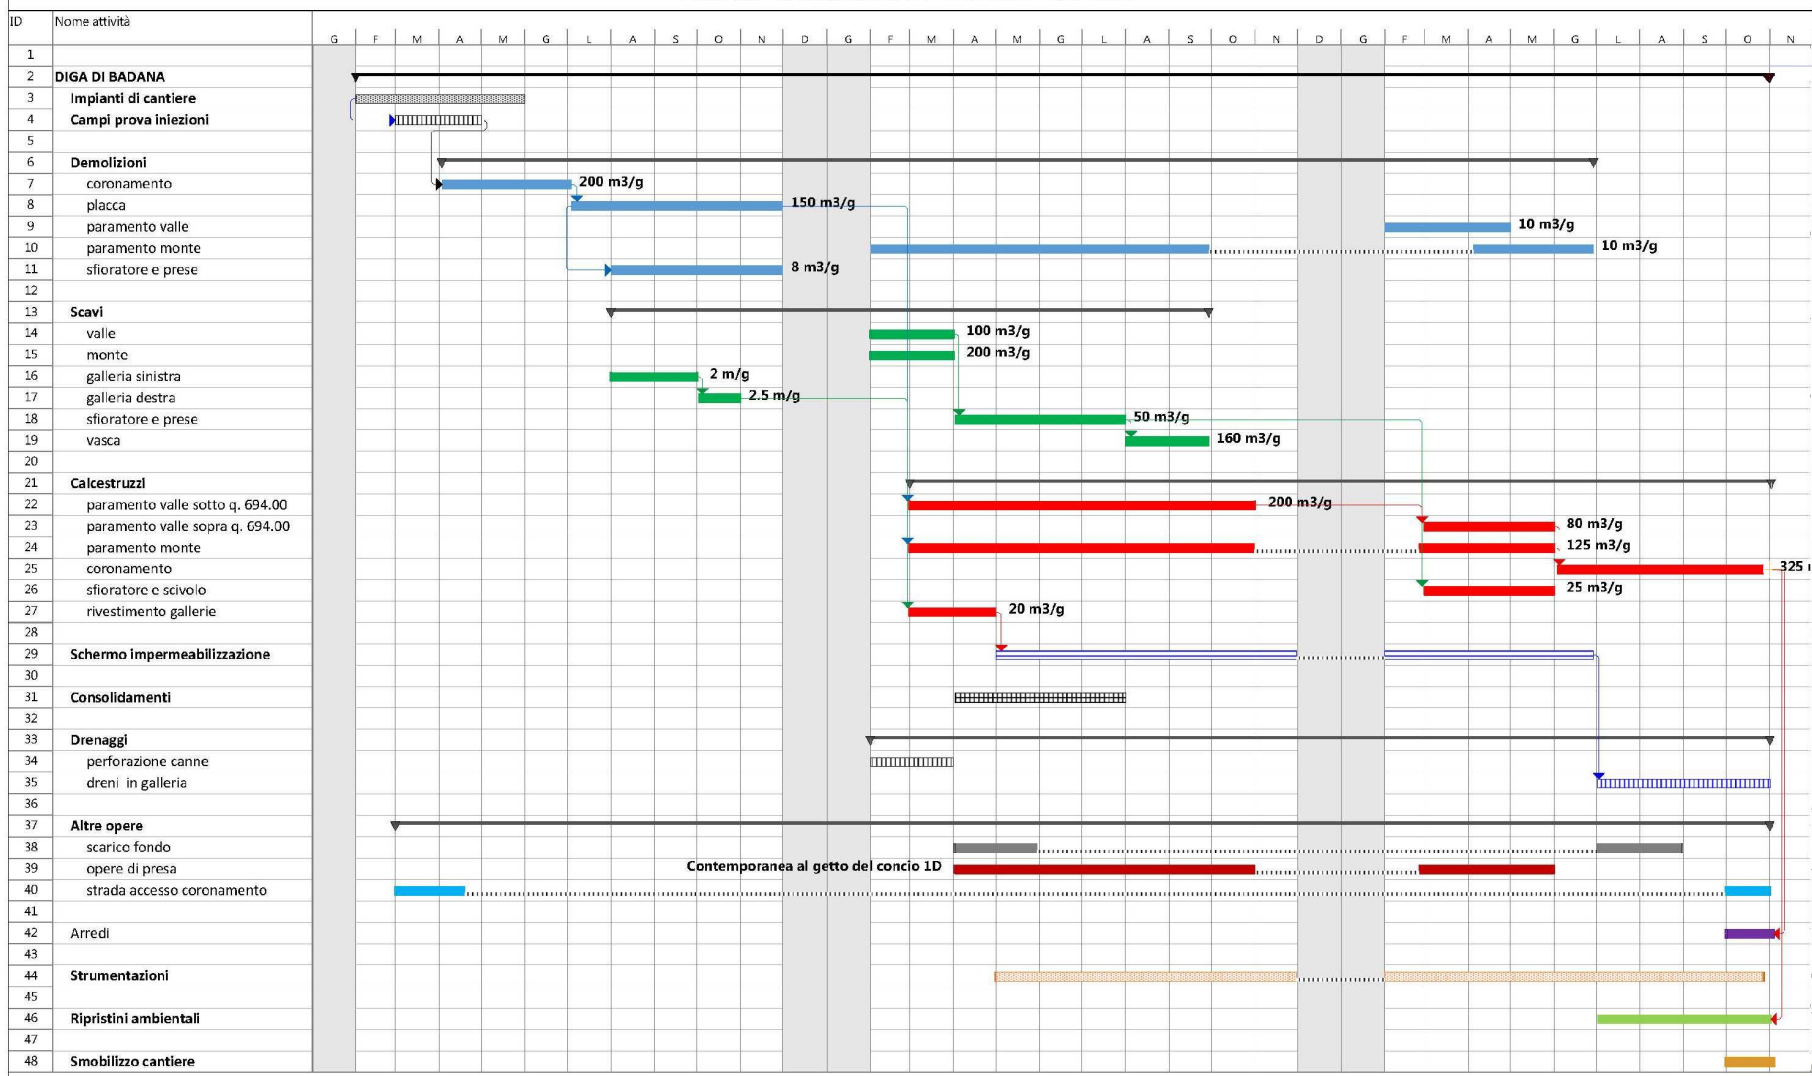 ID Nome attività
G F M A M G L A S O N D G F M A M G L A S O N D G F M A M G L A S O N
1
2 DIGA DI BADANA
3 Impianti di cantiere
4 Campi prova iniezioni
5
6 Demolizioni
7 coronamento 200 m3/g
8 placca 150 m3/g
9 paramento valle 10 m3/g
10 paramento monte 10 m3/g
11 sfioratore e prese 8 m3/g
12
13 Scavi
14 valle 100 m3/g
15 monte 200 m3/g
16 galleria sinistra 2 m/g
17 galleria destra 2.5 m/g
18 sfioratore e prese 50 m3/g
19 vasca 160 m3/g
20
21 Calcestruzzi
22 paramento valle sotto q. 694.00 200 m3/g
23 paramento valle sopra q. 694.00 80 m3/g
24 paramento monte 125 m3/g
25 coronamento 325
26 sfioratore e scivolo 25 m3/g
27 rivestimento gallerie 20 m3/g
28
29 Schermo impermeabilizzazione
30
31 Consolidamenti
32
33 Drenaggi
34 perforazione canne
35 dreni in galleria
36
37 Altre opere
38 scarico fondo
39 opere di presa Contemporanea al getto del concio 1D
40 strada accesso coronamento
41
42 Arredi
43
44 Strumentazioni
45
46 Ripristini ambientali
47
48 Smobilizzo cantiere